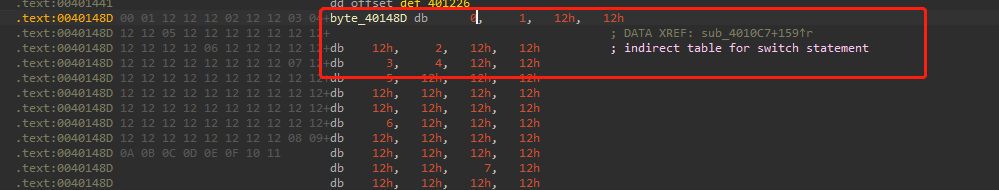 .text:00401441 dd offset def_401226
.text:0040148D 00 01 12 12 12 02 12 12 03 04+byte_40148D db 0, 1, 12h, 12h
.text:0040148D 12 12 05 12 12 12 12 12 12 12+ ; DATA XREF: sub_4010C7+159↑r
.text:0040148D 12 12 12 12 06 12 12 12 12 12+db 12h, 2, 12h, 12h ; indirect table for switch statement
.text:0040148D 12 12 12 12 12 12 12 12 07 12+db 3, 4, 12h, 12h
.text:0040148D 12 12 12 12 12 12 12 12 12 12+db 5, 12h, 12h, 12h
.text:0040148D 12 12 12 12 12 12 12 12 12 12+db 12h, 12h, 12h, 12h
.text:0040148D 12 12 12 12 12 12 12 12 12 12+db 12h, 12h, 12h, 12h
.text:0040148D 12 12 12 12 12 12 12 12 12 12+db 6, 12h, 12h, 12h
.text:0040148D 12 12 12 12 12 12 12 12 08 09+db 12h, 12h, 12h, 12h
.text:0040148D 0A 0B 0C 0D 0E 0F 10 11 db 12h, 12h, 12h, 12h
.text:0040148D db 12h, 12h, 7, 12h
.text:0040148D db 12h, 12h, 12h, 12h